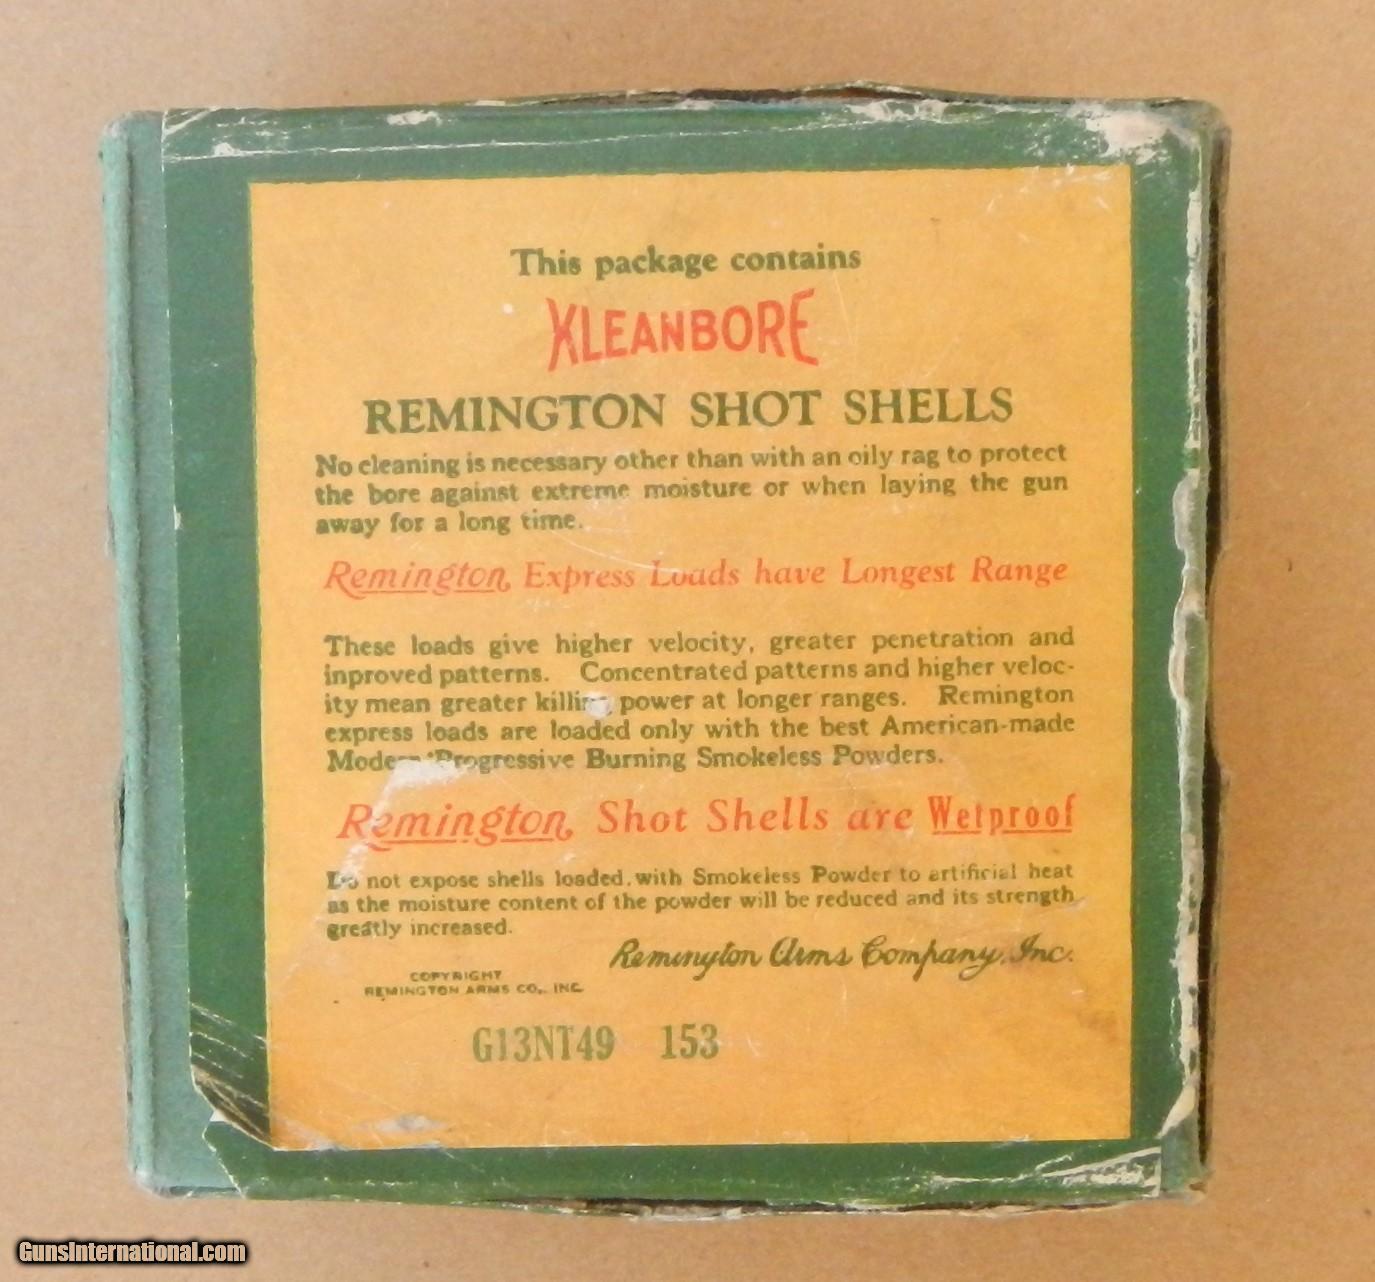 This package contains
KLEANBORE
REMINGTON SHOT SHELLS
No cleaning is necessary other than with an oily rag to protect
the bore against extreme moisture or when laying the gun
away for a long time.
Remington Express Loads have Longest Range
These loads give higher velocity, greater penetration and
inproved patterns. Concentrated patterns and higher veloc-
ity mean greater killing power at longer ranges. Remington
express loads are loaded only with the best American-made
Modern Progressive Burning Smokeless Powders.
Remington Shot Shells are Wetproof
Do not expose shells loaded with Smokeless Powder to artificial heat
as the moisture content of the powder will be reduced and its strength
greatly increased.
Remington Arms Company, Inc.
COPYRIGHT
REMINGTON ARMS CO., INC.
G13NT49 153
GunsInternational.com